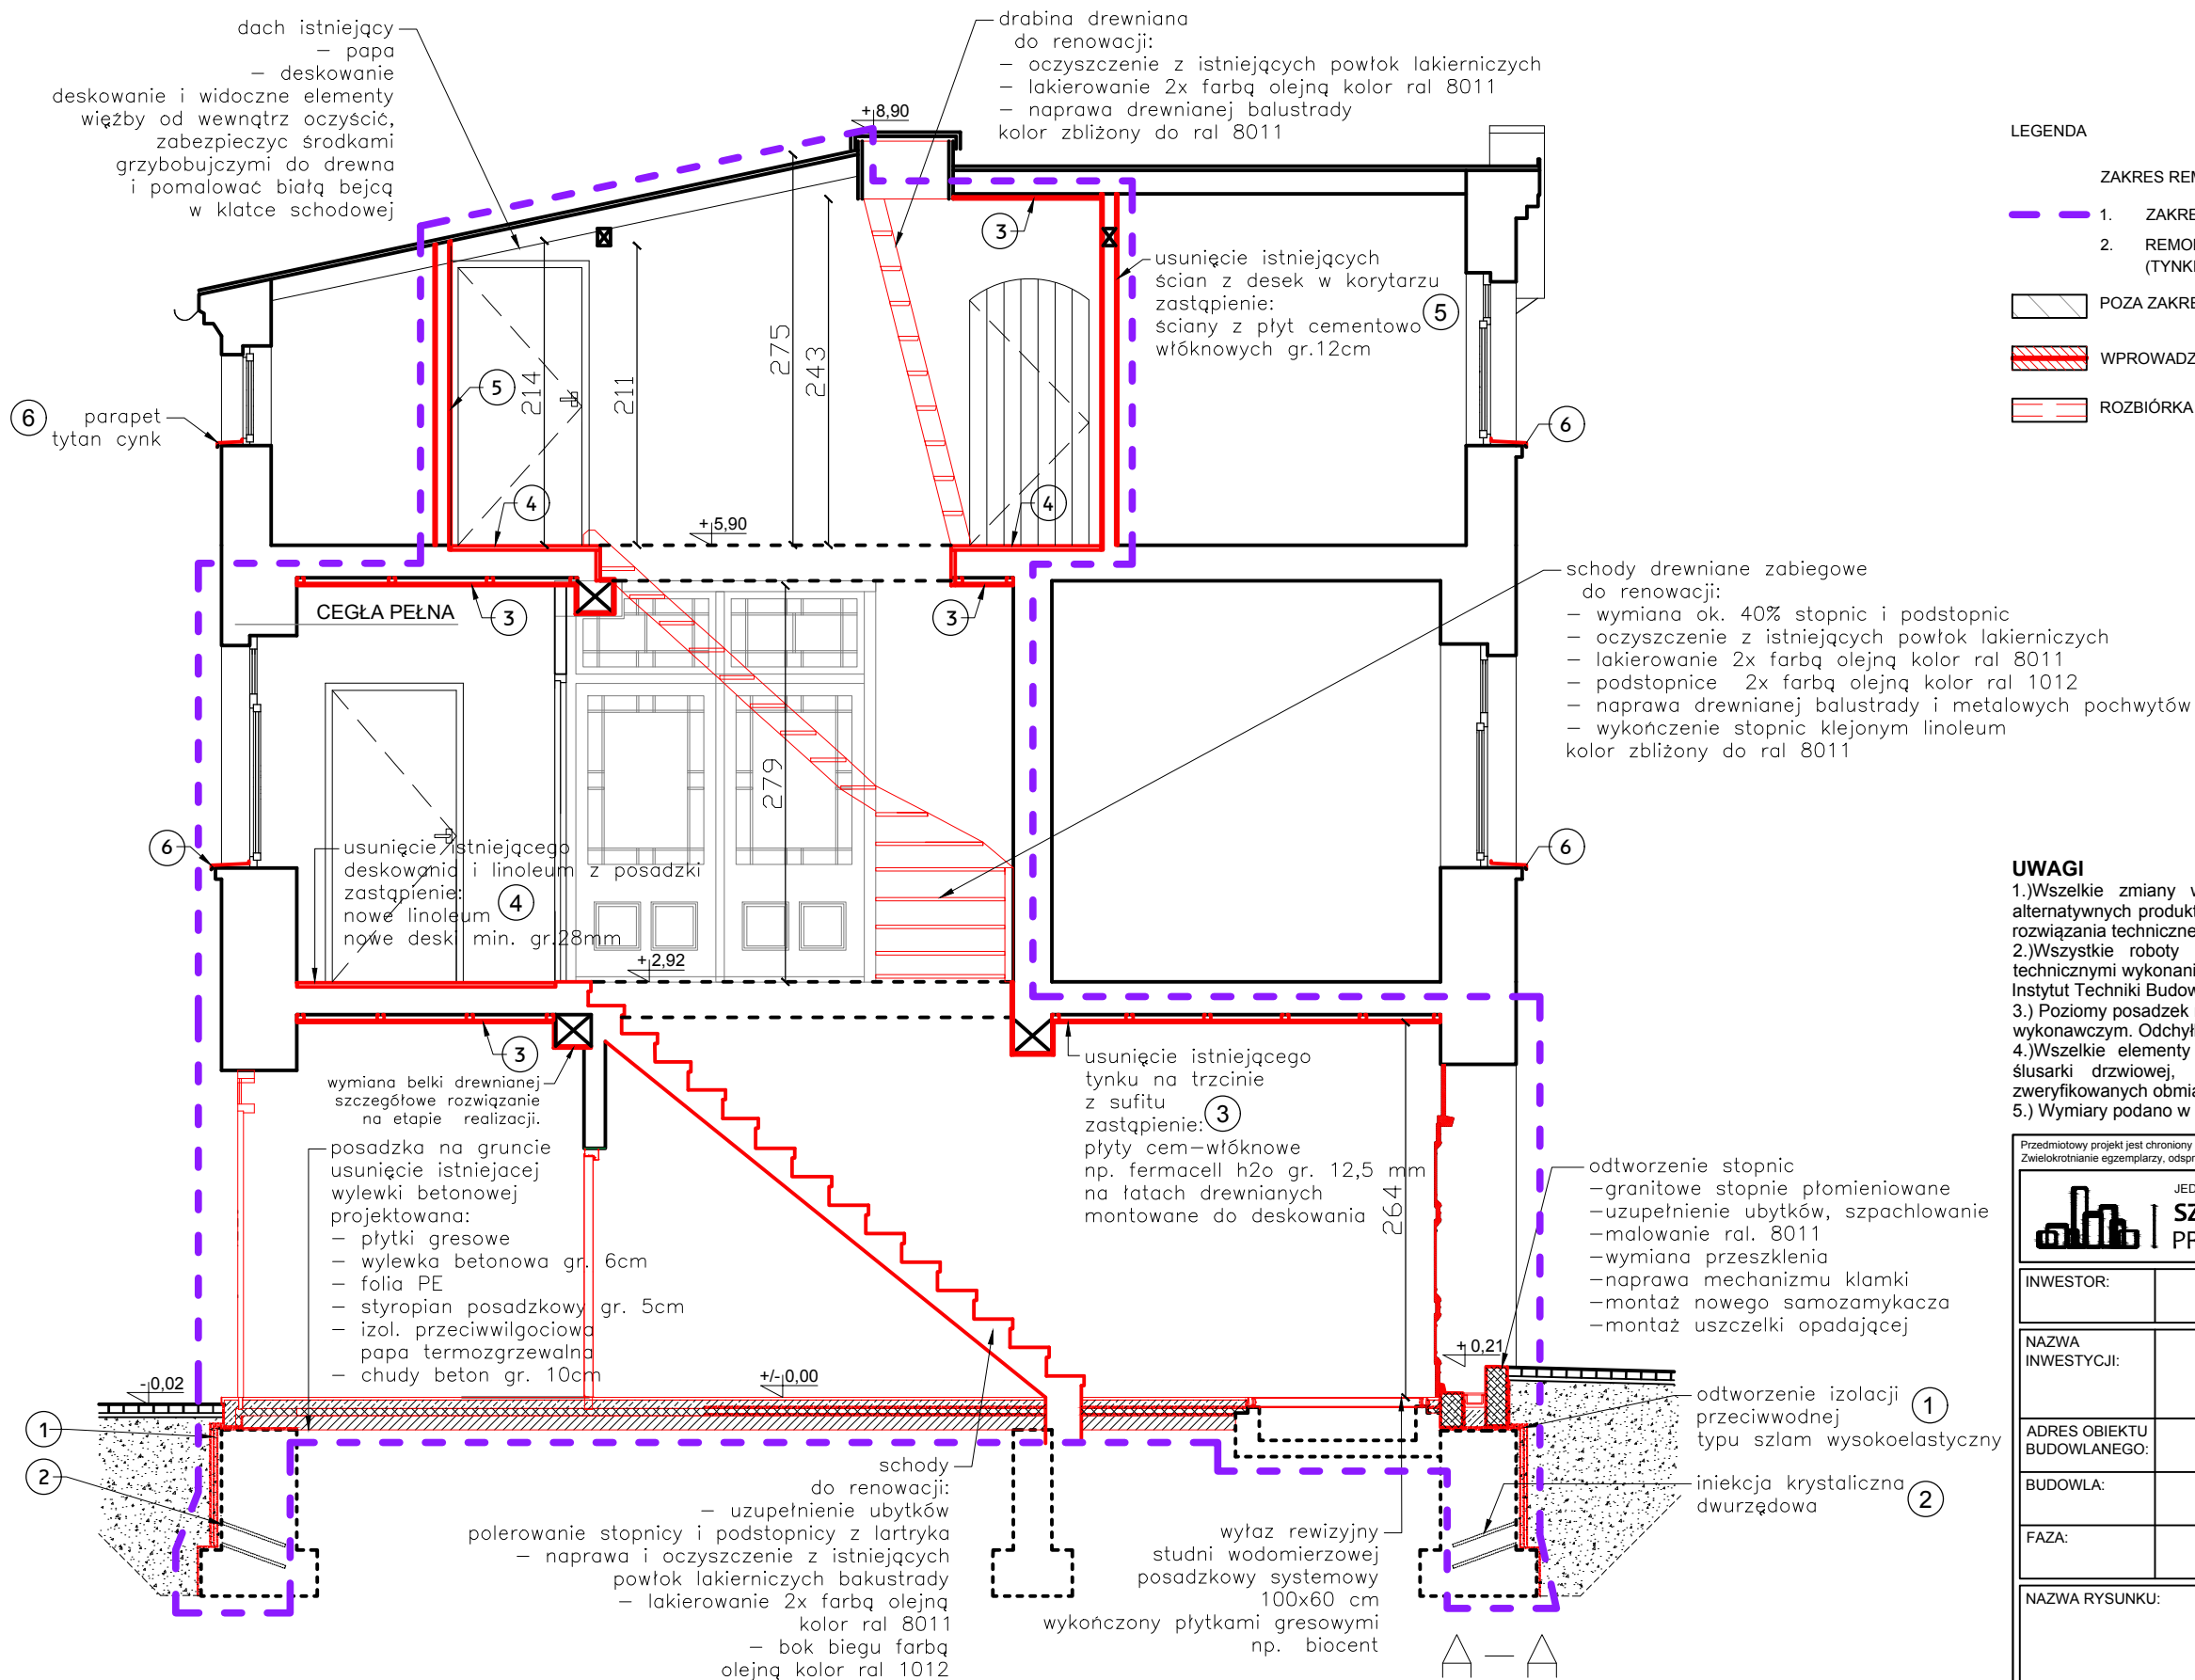 dach istniejący
– papa
– deskowanie
deskowanie i widoczne elementy
więźby od wewnątrz oczyścić,
zabezpieczyc środkami
grzybobujczymi do drewna
i pomalować białą bejcą
w klatce schodowej
drabina drewniana
do renowacji:
– oczyszczenie z istniejących powłok lakierniczych
– lakierowanie 2x farbą olejną kolor ral 8011
– naprawa drewnianej balustrady
kolor zbliżony do ral 8011
+8,90
3
usunięcie istniejących
ścian z desek w korytarzu
zastąpienie:
ściany z płyt cementowo
włóknowych gr.12cm
5
5
214
211
275
243
6
parapet
tytan cynk
6
4
4
+5,90
CEGŁA PEŁNA
3
3
279
schody drewniane zabiegowe
do renowacji:
– wymiana ok. 40% stopnic i podstopnic
– oczyszczenie z istniejących powłok lakierniczych
– lakierowanie 2x farbą olejną kolor ral 8011
– podstopnice 2x farbą olejną kolor ral 1012
– naprawa drewnianej balustrady i metalowych pochwytów
– wykończenie stopnic klejonym linoleum
kolor zbliżony do ral 8011
6
6
usunięcie istniejącego
deskowania i linoleum z posadzki
zastąpienie:
nowe linoleum
nowe deski min. gr.28mm
4
+2,92
3
wymiana belki drewnianej
szczegółowe rozwiązanie
na etapie realizacji.
usunięcie istniejącego
tynku na trzcinie
z sufitu
zastąpienie:
płyty cem–włóknowe
np. fermacell h2o gr. 12,5 mm
na łatach drewnianych
montowane do deskowania
3
264
posadzka na gruncie
usunięcie istniejacej
wylewki betonowej
projektowana:
– płytki gresowe
– wylewka betonowa gr. 6cm
– folia PE
– styropian posadzkowy gr. 5cm
– izol. przeciwwilgociowa
papa termozgrzewalna
– chudy beton gr. 10cm
odtworzenie stopnic
–granitowe stopnie płomieniowane
–uzupełnienie ubytków, szpachlowanie
–malowanie ral. 8011
–wymiana przeszklenia
–naprawa mechanizmu klamki
–montaż nowego samozamykacza
–montaż uszczelki opadającej
-0,02
+/- 0,00
+ 0,21
1
2
odtworzenie izolacji
przeciwwodnej
typu szlam wysokoelastyczny
1
iniekcja krystaliczna
dwurzędowa
2
schody
do renowacji:
– uzupełnienie ubytków
polerowanie stopnicy i podstopnicy z lartryka
– naprawa i oczyszczenie z istniejących
powłok lakierniczych bakustrady
– lakierowanie 2x farbą olejną
kolor ral 8011
– bok biegu farbą
olejną kolor ral 1012
wyłaz rewizyjny
studni wodomierzowej
posadzkowy systemowy
100x60 cm
wykończony płytkami gresowymi
np. biocent
A – A
LEGENDA
ZAKRES REM
1. ZAKRE
2. REMO
(TYNK
POZA ZAKRE
WPROWADZ
ROZBIÓRKA
UWAGI
1.)Wszelkie zmiany w
alternatywnych produkt
rozwiązania techniczne
2.)Wszystkie roboty
technicznymi wykonani
Instytut Techniki Budow
3.) Poziomy posadzek
wykonawczym. Odchył
4.)Wszelkie elementy
ślusarki drzwiowej,
zweryfikowanych obmia
5.) Wymiary podano w
Przedmiotowy projekt jest chroniony
Zwielokrotnianie egzemplarzy, odspr
JED
SZ
PR
INWESTOR:
NAZWA
INWESTYCJI:
ADRES OBIEKTU
BUDOWLANEGO:
BUDOWLA:
FAZA:
NAZWA RYSUNKU: